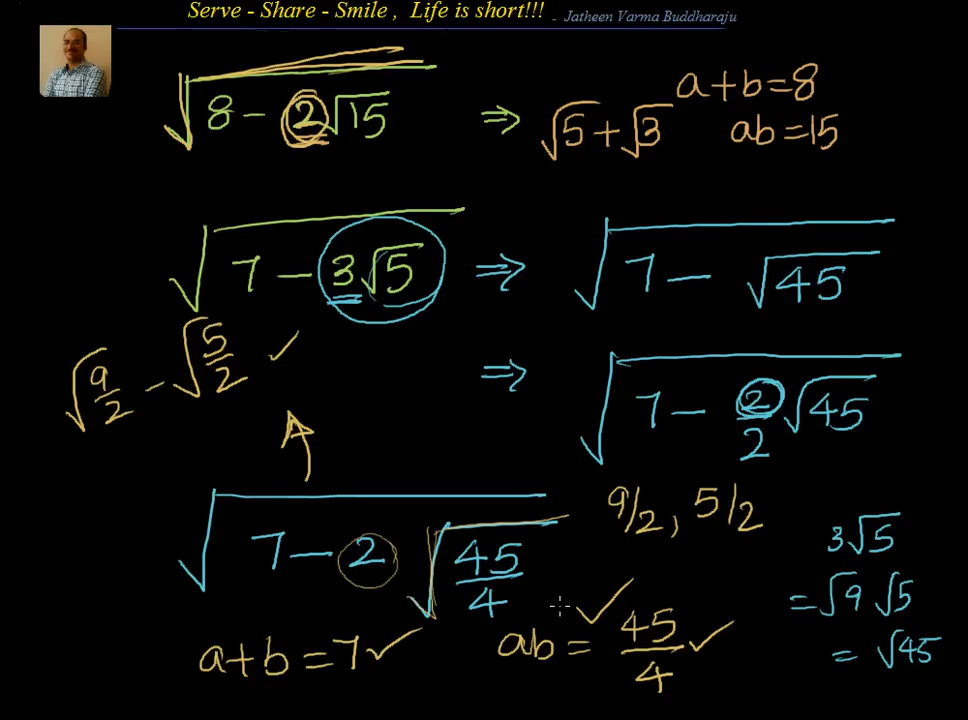 Serve - Share - Smile , Life is short!!! - Jatheen Varma Buddharaju
√(8 - 2√15) ⇒ √5 + √3 a+b=8
ab=15
√(7 - 3√5) ⇒ √(7 - √45)
√(9/2) - √(5/2) ✓ ⇒ √(7 - 2/2 √45)
9/2, 5/2
√(7 - 2√(45/4))
3√5
= √9 √5
= √45
a+b=7 ✓ ab = 45/4 ✓ ✓